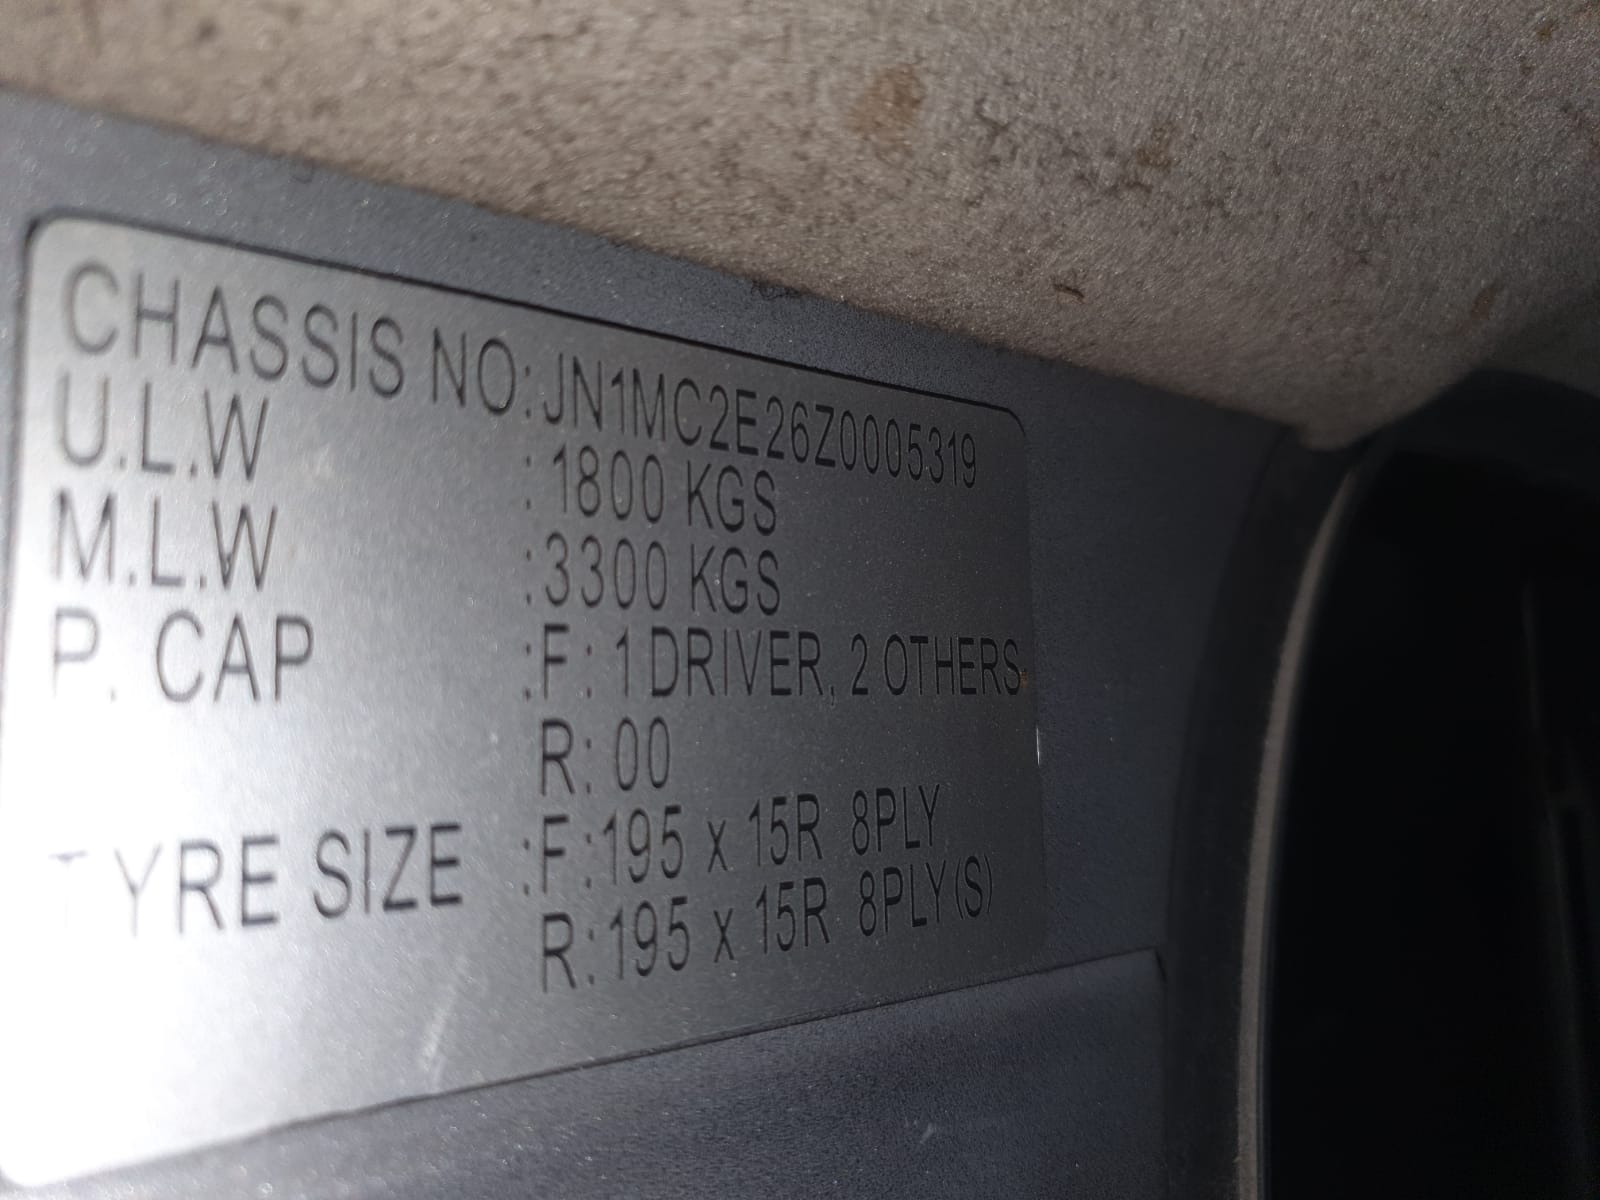 CHASSIS NO:JN1MC2E26Z0005319
U.L.W : 1800 KGS
M.L.W :3300 KGS
P. CAP :F: 1 DRIVER, 2 OTHERS
R: 00
TYRE SIZE :F:195 x 15R 8PLY
R:195 x 15R 8PLY(S)